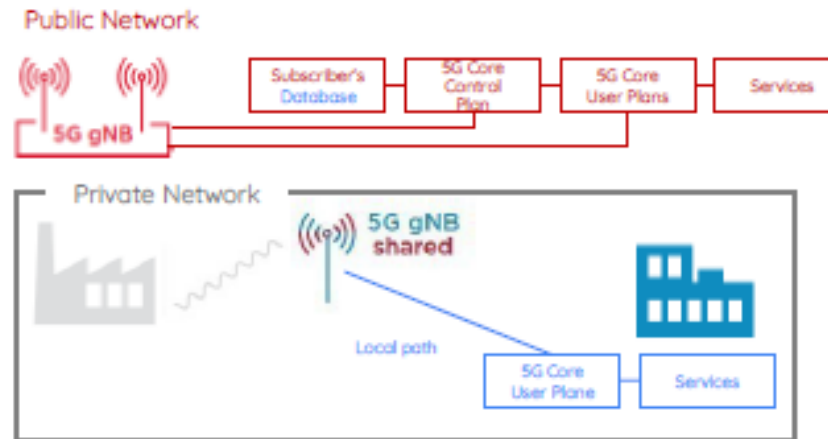 Public Network
Subscriber's
Database
5G Core
Control
Plan
5G Core
User Plans
Services
5G gNB
Private Network
5G gNB
shared
Local path
5G Core
User Plane
Services